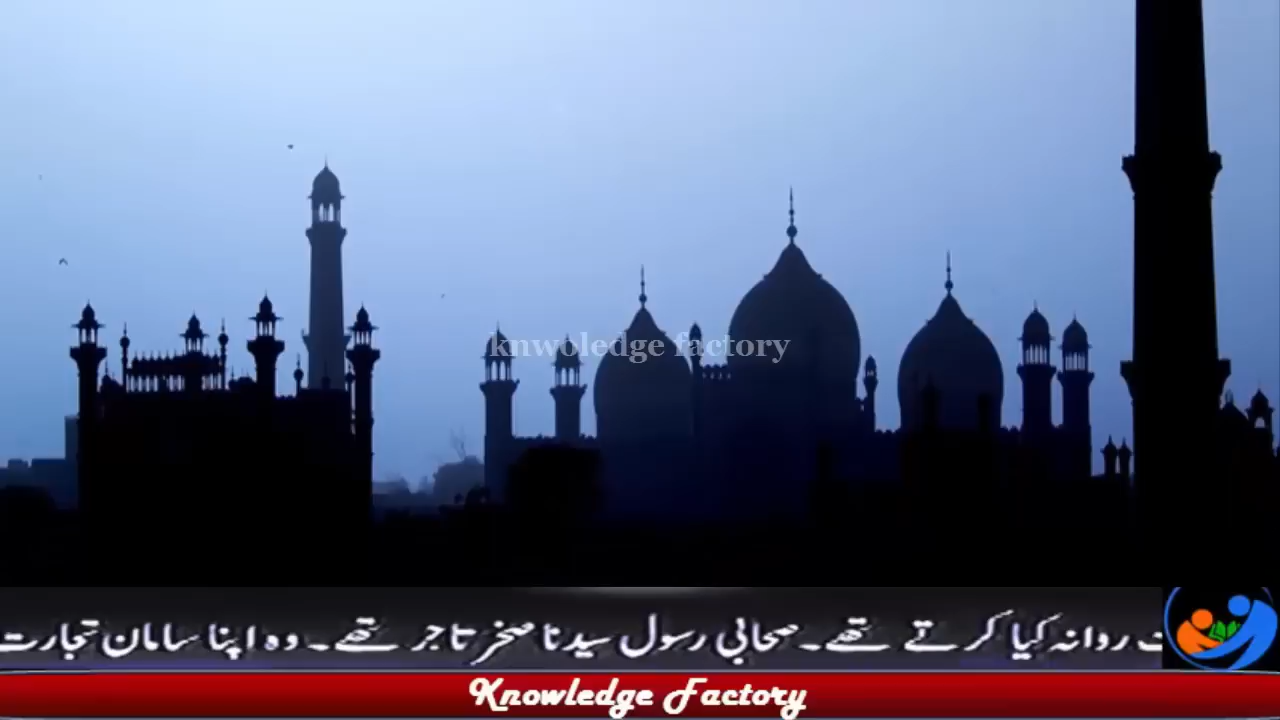 knwoledge factory
روانہ کیا کرتے تھے۔ صحابی رسول سیدنا صخر تاجر تھے۔ وہ اپنا سامان تجارت
Knowledge Factory